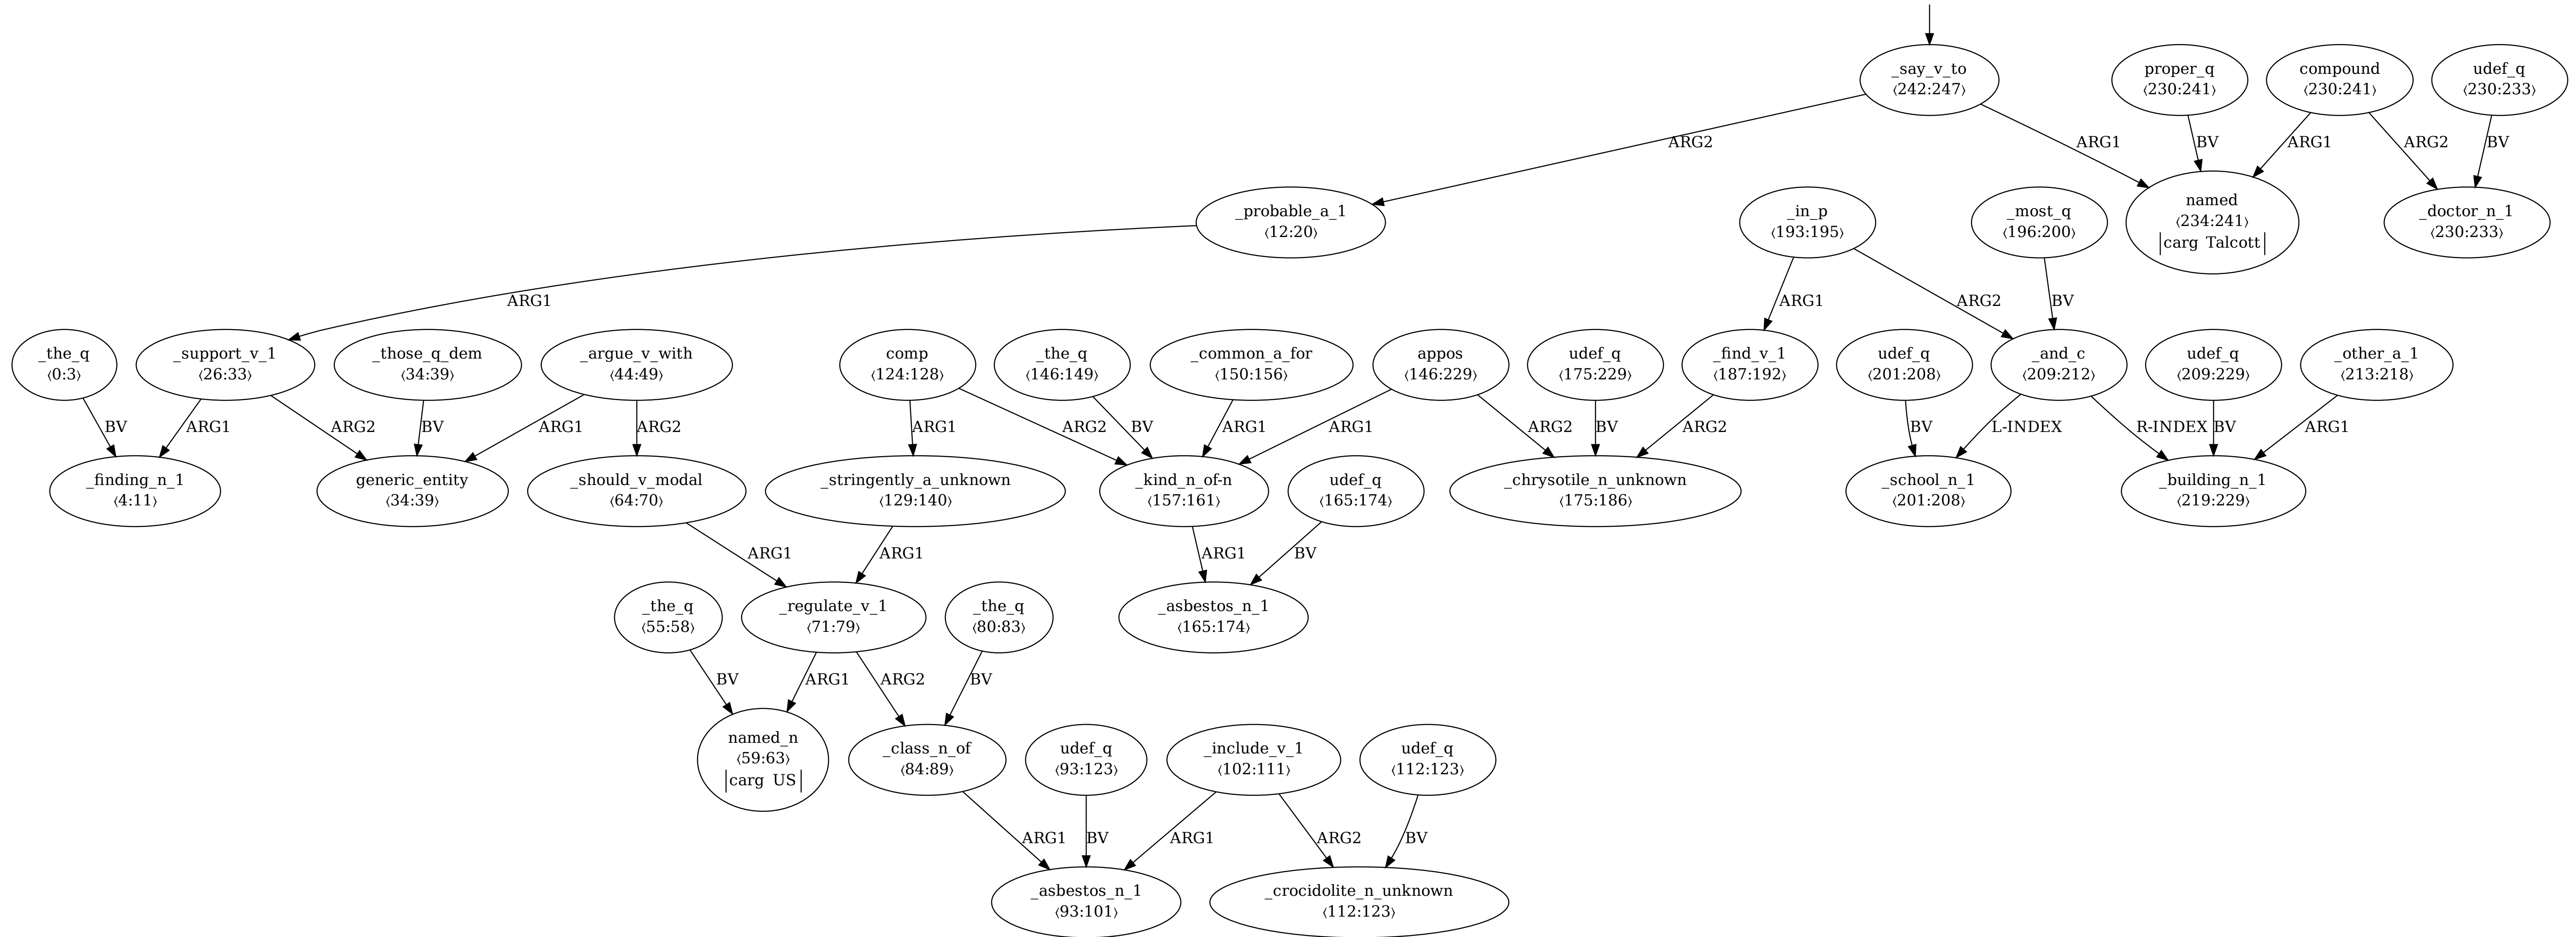 _say_v_to
⟨242:247⟩
proper_q
⟨230:241⟩
compound
⟨230:241⟩
udef_q
⟨230:233⟩
ARG2
ARG1
BV
ARG1
ARG2
BV
_probable_a_1
⟨12:20⟩
_in_p
⟨193:195⟩
_most_q
⟨196:200⟩
named
⟨234:241⟩
carg Talcott
_doctor_n_1
⟨230:233⟩
ARG1
ARG1
ARG2
BV
_the_q
⟨0:3⟩
_support_v_1
⟨26:33⟩
_those_q_dem
⟨34:39⟩
_argue_v_with
⟨44:49⟩
comp
⟨124:128⟩
_the_q
⟨146:149⟩
_common_a_for
⟨150:156⟩
appos
⟨146:229⟩
udef_q
⟨175:229⟩
_find_v_1
⟨187:192⟩
udef_q
⟨201:208⟩
_and_c
⟨209:212⟩
udef_q
⟨209:229⟩
_other_a_1
⟨213:218⟩
BV
ARG1
ARG2
BV
ARG1
ARG2
ARG1
ARG2
BV
ARG1
ARG1
ARG2
BV
ARG2
BV
L-INDEX
R-INDEX
BV
ARG1
_finding_n_1
⟨4:11⟩
generic_entity
⟨34:39⟩
_should_v_modal
⟨64:70⟩
_stringently_a_unknown
⟨129:140⟩
_kind_n_of-n
⟨157:161⟩
udef_q
⟨165:174⟩
_chrysotile_n_unknown
⟨175:186⟩
_school_n_1
⟨201:208⟩
_building_n_1
⟨219:229⟩
ARG1
ARG1
ARG1
BV
_the_q
⟨55:58⟩
_regulate_v_1
⟨71:79⟩
_the_q
⟨80:83⟩
_asbestos_n_1
⟨165:174⟩
BV
ARG1
ARG2
BV
named_n
⟨59:63⟩
carg US
_class_n_of
⟨84:89⟩
udef_q
⟨93:123⟩
_include_v_1
⟨102:111⟩
udef_q
⟨112:123⟩
ARG1
BV
ARG1
ARG2
BV
_asbestos_n_1
⟨93:101⟩
_crocidolite_n_unknown
⟨112:123⟩